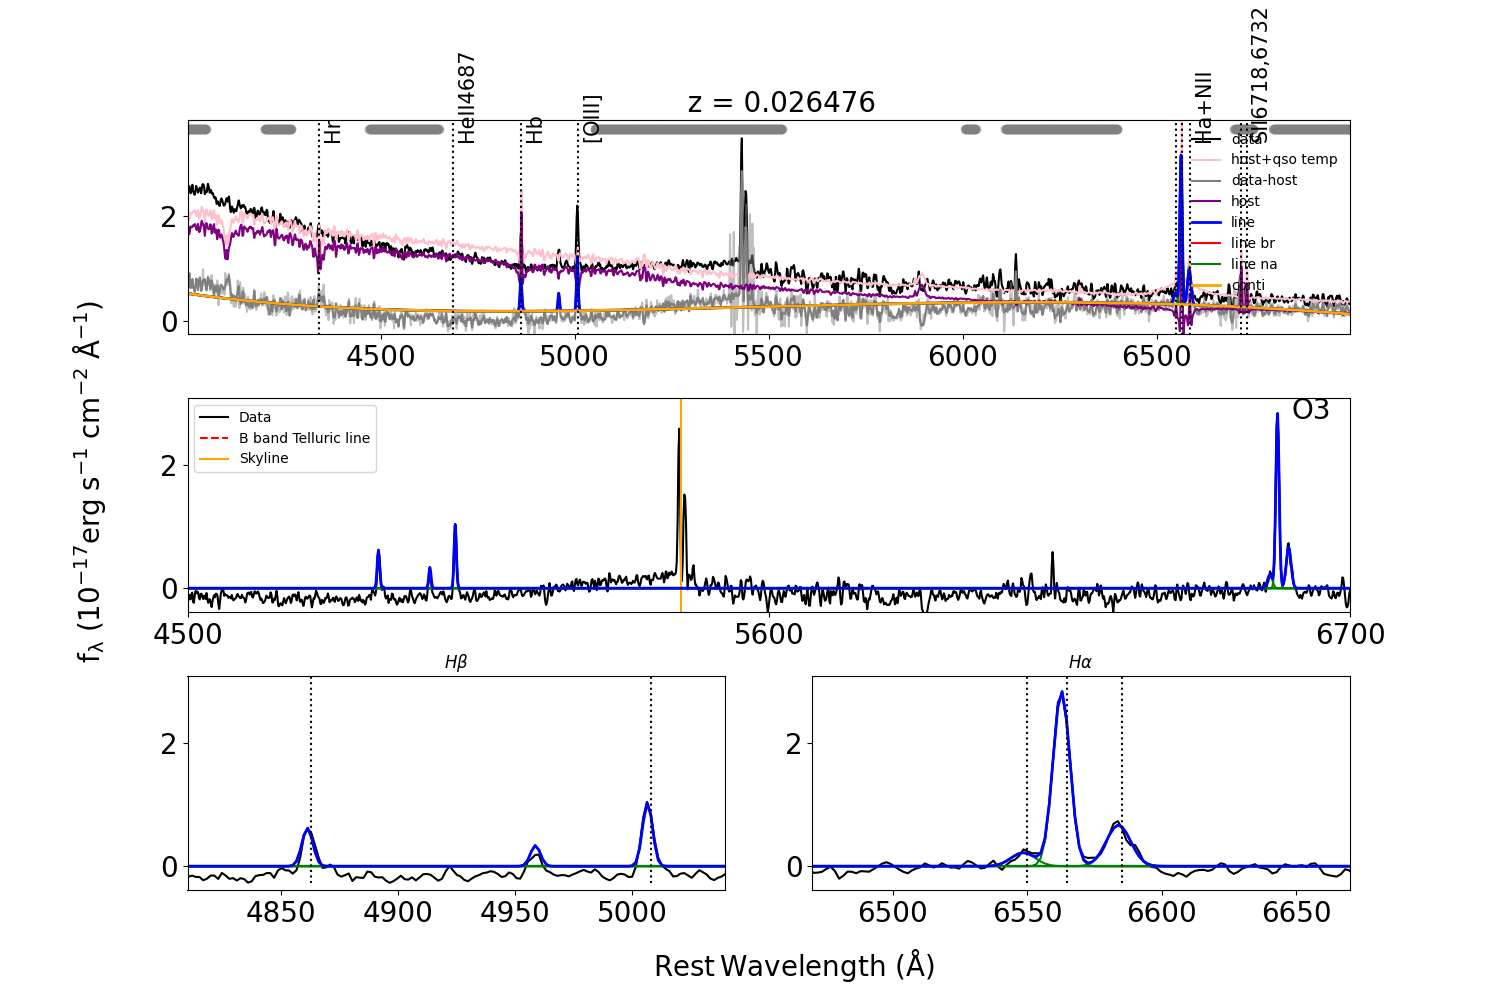 z = 0.026476
Hr
HeII4687
Hb
[OIII]
Ha+NII
SII6718,6732
data
host+qso temp
data-host
host
line
line br
line na
conti
2
0
4500
5000
5500
6000
6500
Data
B band Telluric line
Skyline
O3
2
0
4500
5600
6700
fλ (10⁻¹⁷erg s⁻¹ cm⁻² Å⁻¹)
Hβ
2
0
4850
4900
4950
5000
Hα
2
0
6500
6550
6600
6650
Rest Wavelength (Å)